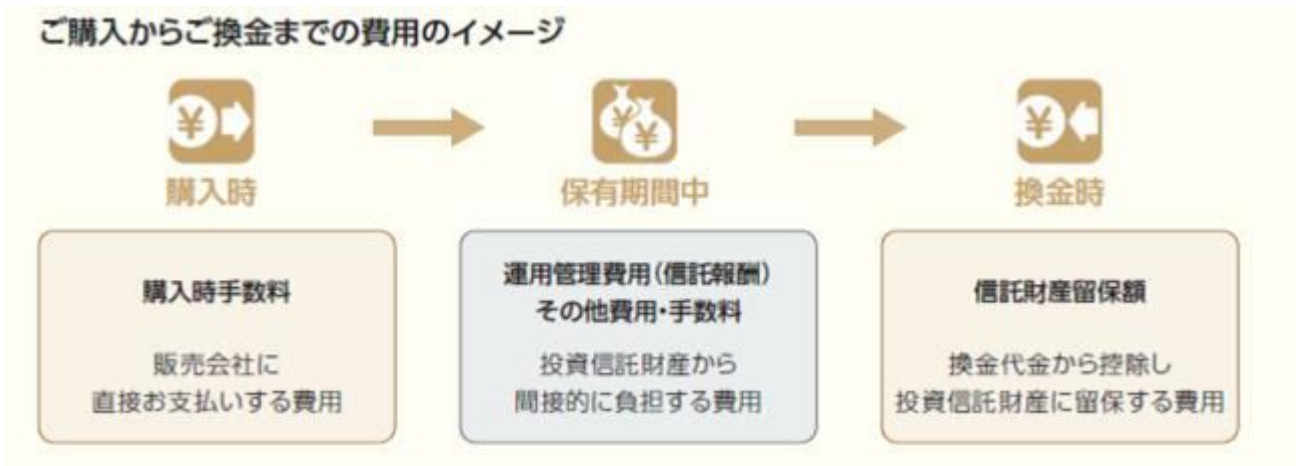 ご購入からご換金までの費用のイメージ
¥
¥ ¥
¥
購入時
保有期間中
換金時
購入時手数料
販売会社に
直接お支払いする費用
運用管理費用(信託報酬)
その他費用・手数料
投資信託財産から
間接的に負担する費用
信託財産留保額
換金代金から控除し
投資信託財産に留保する費用